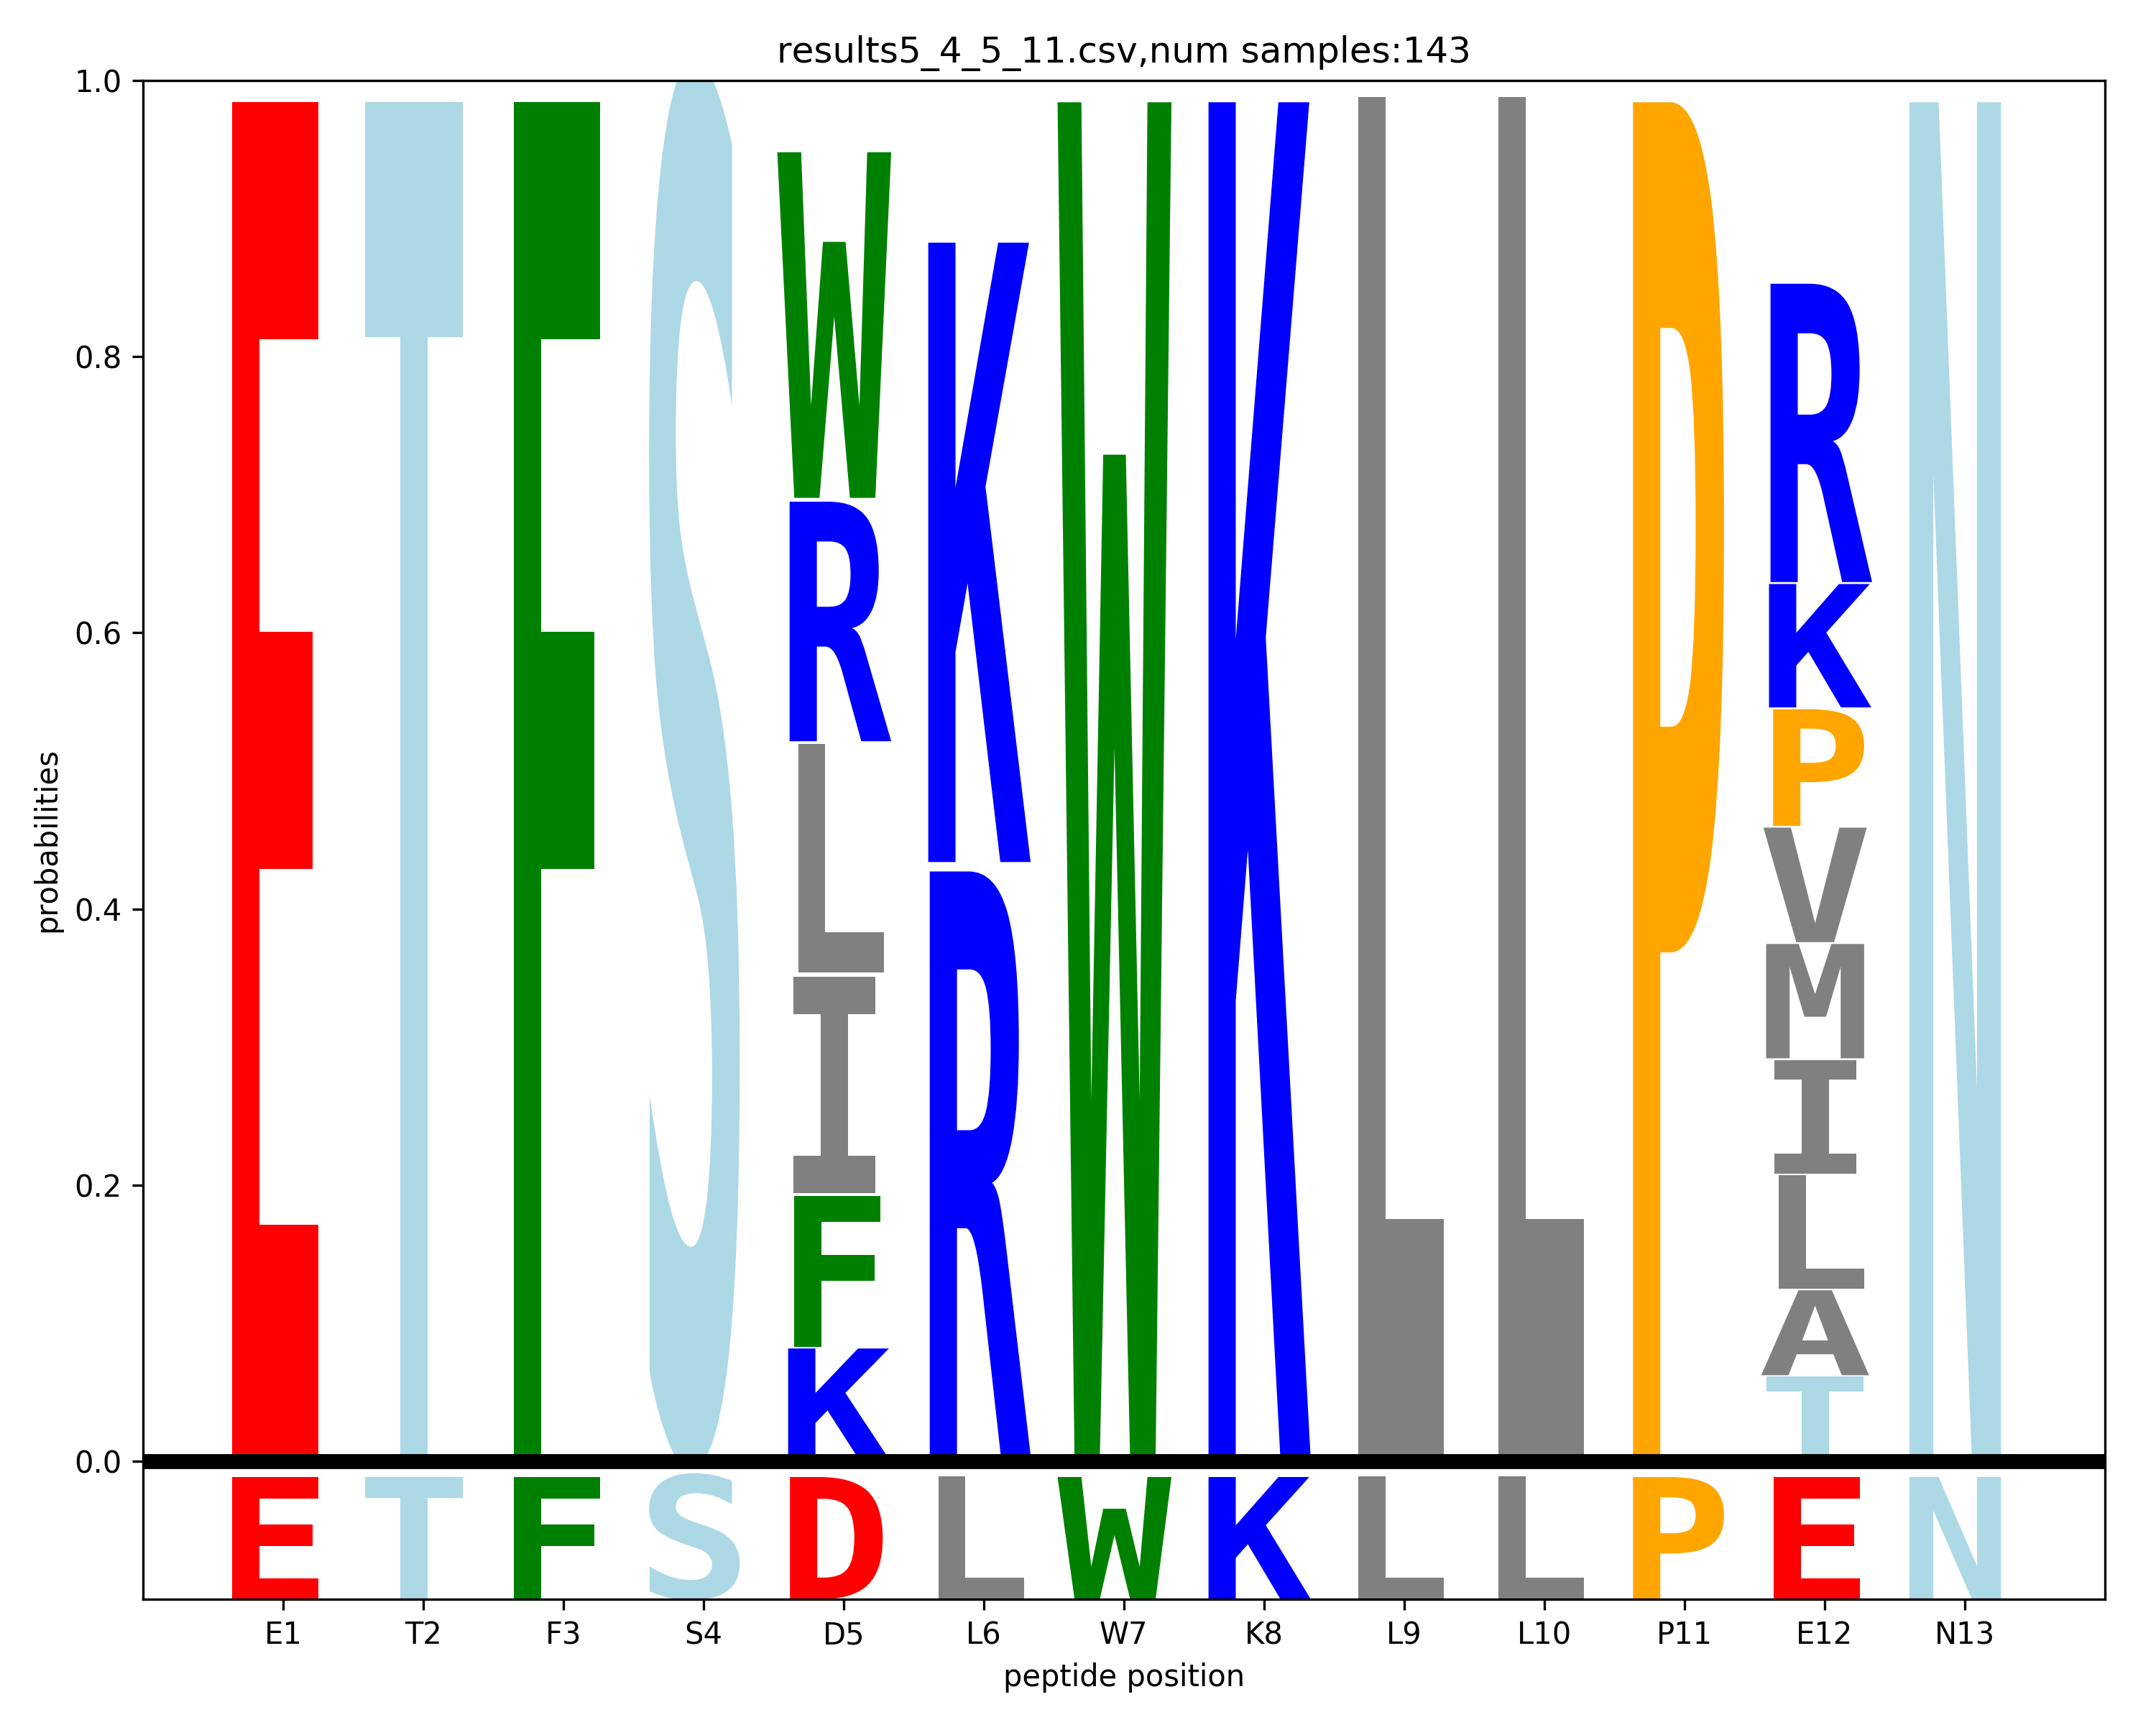 results5_4_5_11.csv,num samples:143
1.0
0.8
0.6
0.4
0.2
0.0
probabilities
E T F S W K W K L L P R N
R R K
L P
I V
F M
K I
L
A
T
E T F S D L W K L L P E N
E1 T2 F3 S4 D5 L6 W7 K8 L9 L10 P11 E12 N13
peptide position